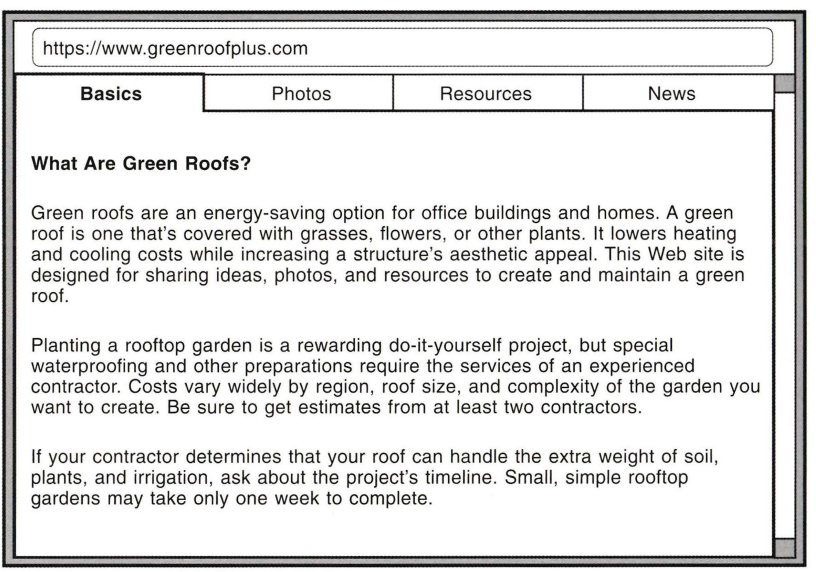 https://www.greenroofplus.com
Basics
Photos
Resources
News
What Are Green Roofs?
Green roofs are an energy-saving option for office buildings and homes. A green
roof is one that's covered with grasses, flowers, or other plants. It lowers heating
and cooling costs while increasing a structure's aesthetic appeal. This Web site is
designed for sharing ideas, photos, and resources to create and maintain a green
roof.
Planting a rooftop garden is a rewarding do-it-yourself project, but special
waterproofing and other preparations require the services of an experienced
contractor. Costs vary widely by region, roof size, and complexity of the garden you
want to create. Be sure to get estimates from at least two contractors.
If your contractor determines that your roof can handle the extra weight of soil,
plants, and irrigation, ask about the project's timeline. Small, simple rooftop
gardens may take only one week to complete.